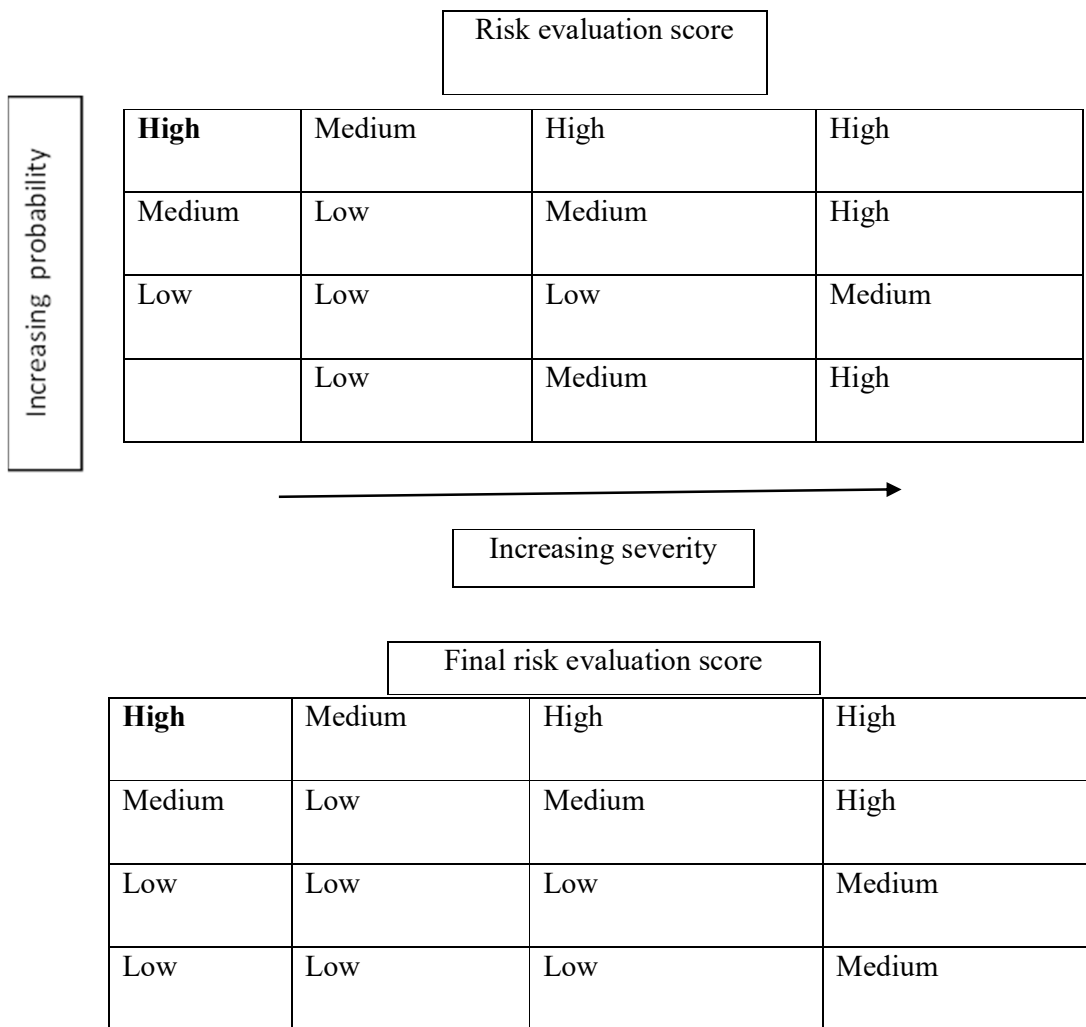 Risk evaluation score
Increasing probability
High Medium High High
Medium Low Medium High
Low Low Low Medium
Low Medium High
Increasing severity
Final risk evaluation score
High Medium High High
Medium Low Medium High
Low Low Low Medium
Low Low Low Medium